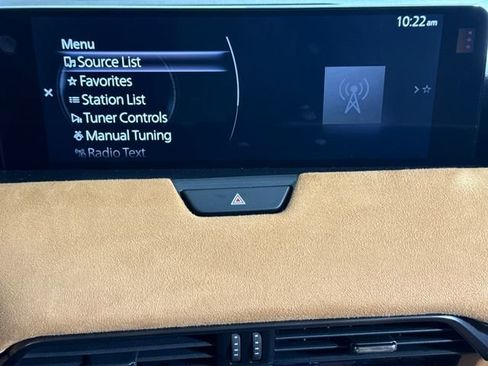 10:22am
Menu
Source List
Favorites
Station List
Tuner Controls
Manual Tuning
Radio Text